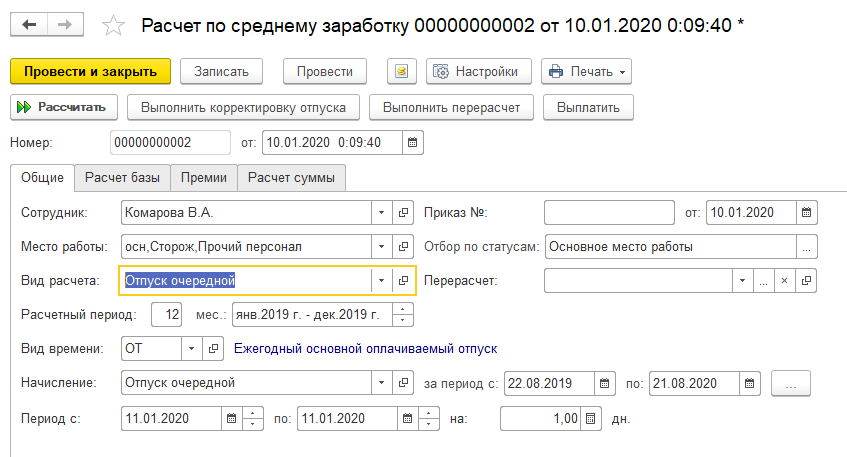 Расчет по среднему заработку 00000000002 от 10.01.2020 0:09:40 *
Провести и закрыть Записать Провести Настройки Печать
Рассчитать Выполнить корректировку отпуска Выполнить перерасчет Выплатить
Номер: 00000000002 от: 10.01.2020 0:09:40
Общие Расчет базы Премии Расчет суммы
Сотрудник: Комарова В.А. Приказ №: от: 10.01.2020
Место работы: осн,Сторож,Прочий персонал Отбор по статусам: Основное место работы ...
Вид расчета: Отпуск очередной Перерасчет: ... ×
Расчетный период: 12 мес.: янв.2019 г. - дек.2019 г.
Вид времени: ОТ Ежегодный основной оплачиваемый отпуск
Начисление: Отпуск очередной за период с: 22.08.2019 по: 21.08.2020 ...
Период с: 11.01.2020 по: 11.01.2020 на: 1,00 дн.